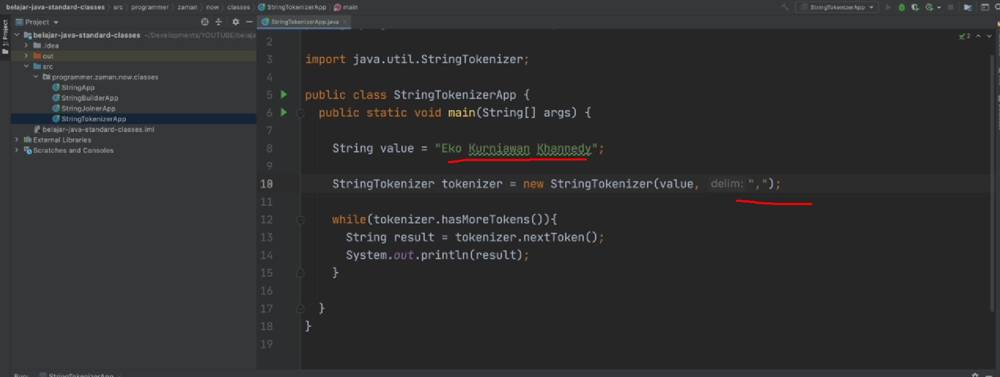 belajar-java-standard-classes src programmer zaman now classes StringTokenizerApp main StringTokenizerApp
1: Project
Project
StringTokenizerApp.java
belajar-java-standard-classes ~/Developments/YOUTUBE/belaja
.idea
out
src
programmer.zaman.now.classes
StringApp
StringBuilderApp
StringJoinerApp
StringTokenizerApp
belajar-java-standard-classes.iml
External Libraries
Scratches and Consoles
2
2
3 import java.util.StringTokenizer;
4
5 public class StringTokenizerApp {
6 public static void main(String[] args) {
7
8 String value = "Eko Kurniawan Khannedy";
9
10 StringTokenizer tokenizer = new StringTokenizer(value, delim: ",");
11
12 while(tokenizer.hasMoreTokens()){
13 String result = tokenizer.nextToken();
14 System.out.println(result);
15 }
16
17 }
18 }
19
Run: StringTokenizerApp